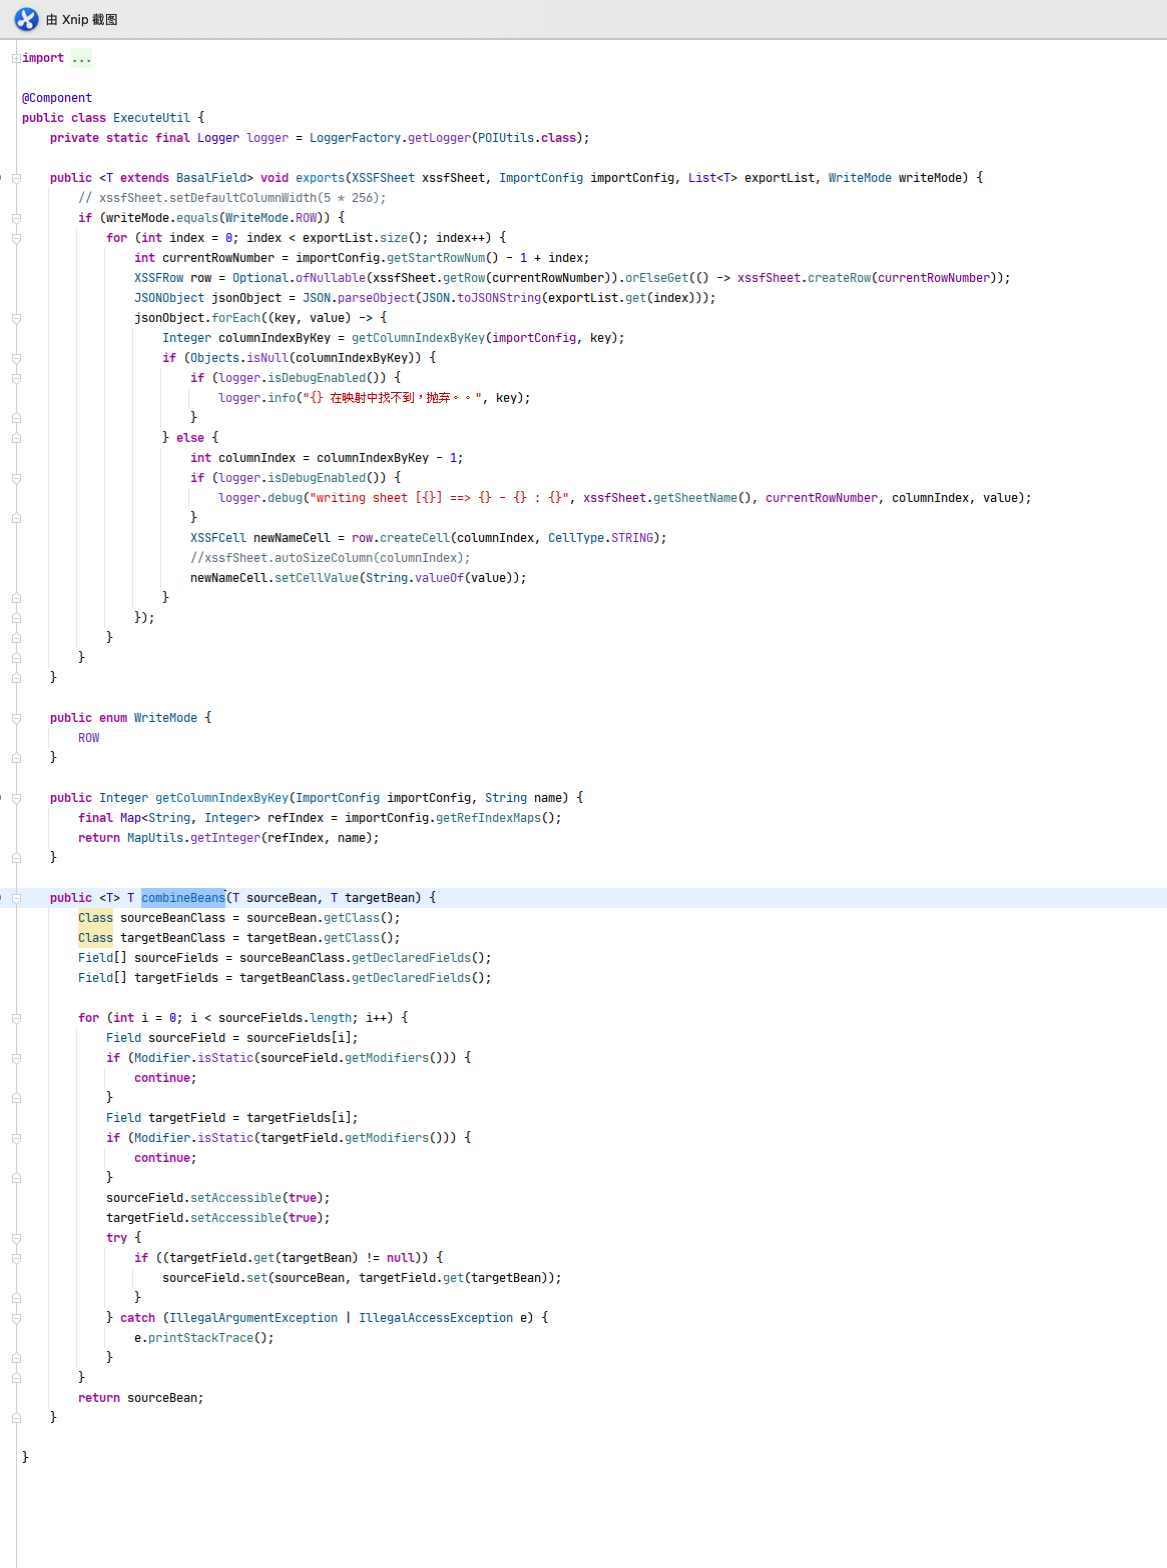 由 Xnip 截图
import ...
@Component
public class ExecuteUtil {
    private static final Logger logger = LoggerFactory.getLogger(POIUtils.class);
    public <T extends BasalField> void exports(XSSFSheet xssfSheet, ImportConfig importConfig, List<T> exportList, WriteMode writeMode) {
        // xssfSheet.setDefaultColumnWidth(5 * 256);
        if (writeMode.equals(WriteMode.ROW)) {
            for (int index = 0; index < exportList.size(); index++) {
                int currentRowNumber = importConfig.getStartRowNum() - 1 + index;
                XSSFRow row = Optional.ofNullable(xssfSheet.getRow(currentRowNumber)).orElseGet(() -> xssfSheet.createRow(currentRowNumber));
                JSONObject jsonObject = JSON.parseObject(JSON.toJSONString(exportList.get(index)));
                jsonObject.forEach((key, value) -> {
                    Integer columnIndexByKey = getColumnIndexByKey(importConfig, key);
                    if (Objects.isNull(columnIndexByKey)) {
                        if (logger.isDebugEnabled()) {
                            logger.info("{} 在映射中找不到，抛弃。。", key);
                        }
                    } else {
                        int columnIndex = columnIndexByKey - 1;
                        if (logger.isDebugEnabled()) {
                            logger.debug("writing sheet [{}] ==> {} - {} : {}", xssfSheet.getSheetName(), currentRowNumber, columnIndex, value);
                        }
                        XSSFCell newNameCell = row.createCell(columnIndex, CellType.STRING);
                        //xssfSheet.autoSizeColumn(columnIndex);
                        newNameCell.setCellValue(String.valueOf(value));
                    }
                });
            }
        }
    }
    public enum WriteMode {
        ROW
    }
    public Integer getColumnIndexByKey(ImportConfig importConfig, String name) {
        final Map<String, Integer> refIndex = importConfig.getRefIndexMaps();
        return MapUtils.getInteger(refIndex, name);
    }
    public <T> T combineBeans(T sourceBean, T targetBean) {
        Class sourceBeanClass = sourceBean.getClass();
        Class targetBeanClass = targetBean.getClass();
        Field[] sourceFields = sourceBeanClass.getDeclaredFields();
        Field[] targetFields = targetBeanClass.getDeclaredFields();
        for (int i = 0; i < sourceFields.length; i++) {
            Field sourceField = sourceFields[i];
            if (Modifier.isStatic(sourceField.getModifiers())) {
                continue;
            }
            Field targetField = targetFields[i];
            if (Modifier.isStatic(targetField.getModifiers())) {
                continue;
            }
            sourceField.setAccessible(true);
            targetField.setAccessible(true);
            try {
                if ((targetField.get(targetBean) != null)) {
                    sourceField.set(sourceBean, targetField.get(targetBean));
                }
            } catch (IllegalArgumentException | IllegalAccessException e) {
                e.printStackTrace();
            }
        }
        return sourceBean;
    }
}